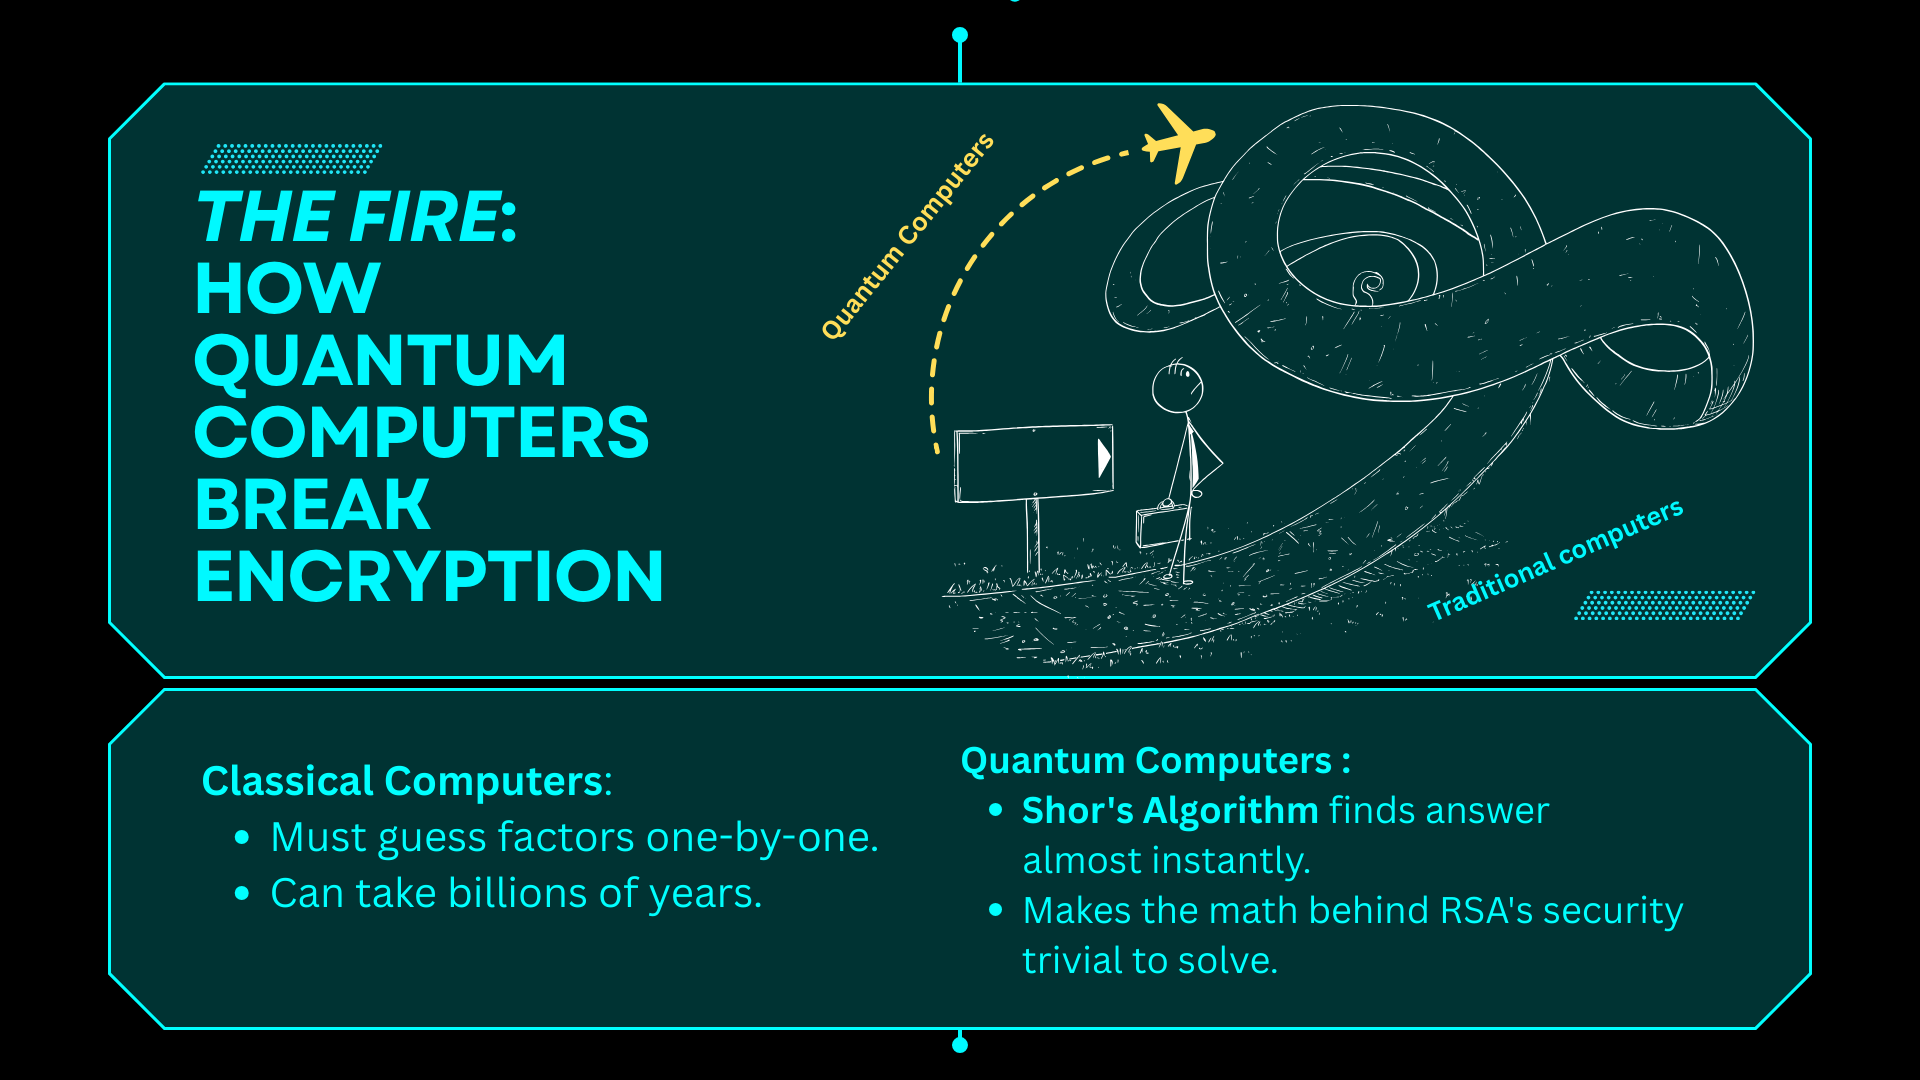 THE FIRE:
HOW
QUANTUM
COMPUTERS
BREAK
ENCRYPTION
Quantum Computers
Traditional computers
Classical Computers:
• Must guess factors one-by-one.
• Can take billions of years.
Quantum Computers :
• Shor's Algorithm finds answer
almost instantly.
• Makes the math behind RSA's security
trivial to solve.